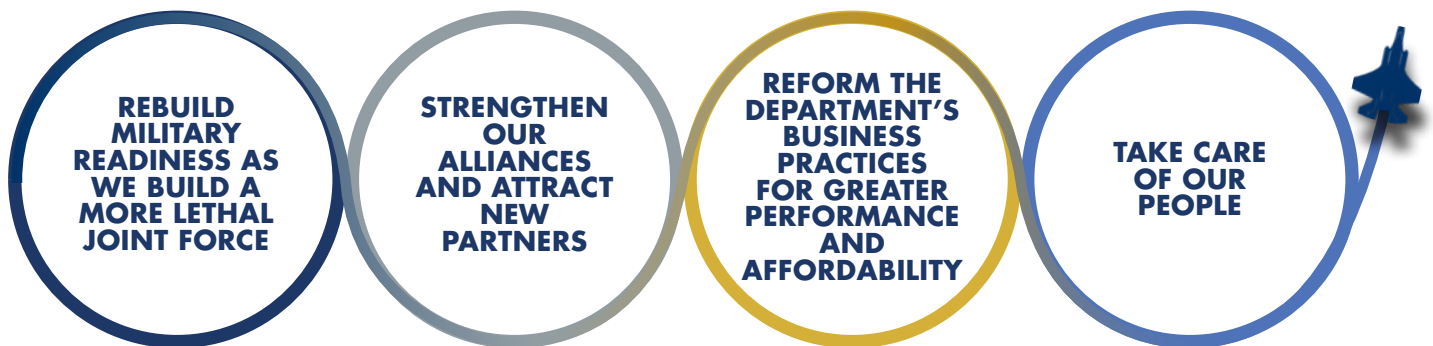 REBUILD
MILITARY
READINESS AS
WE BUILD A
MORE LETHAL
JOINT FORCE
STRENGTHEN
OUR
ALLIANCES
AND ATTRACT
NEW
PARTNERS
REFORM THE
DEPARTMENT’S
BUSINESS
PRACTICES
FOR GREATER
PERFORMANCE
AND
AFFORDABILITY
TAKE CARE
OF OUR
PEOPLE